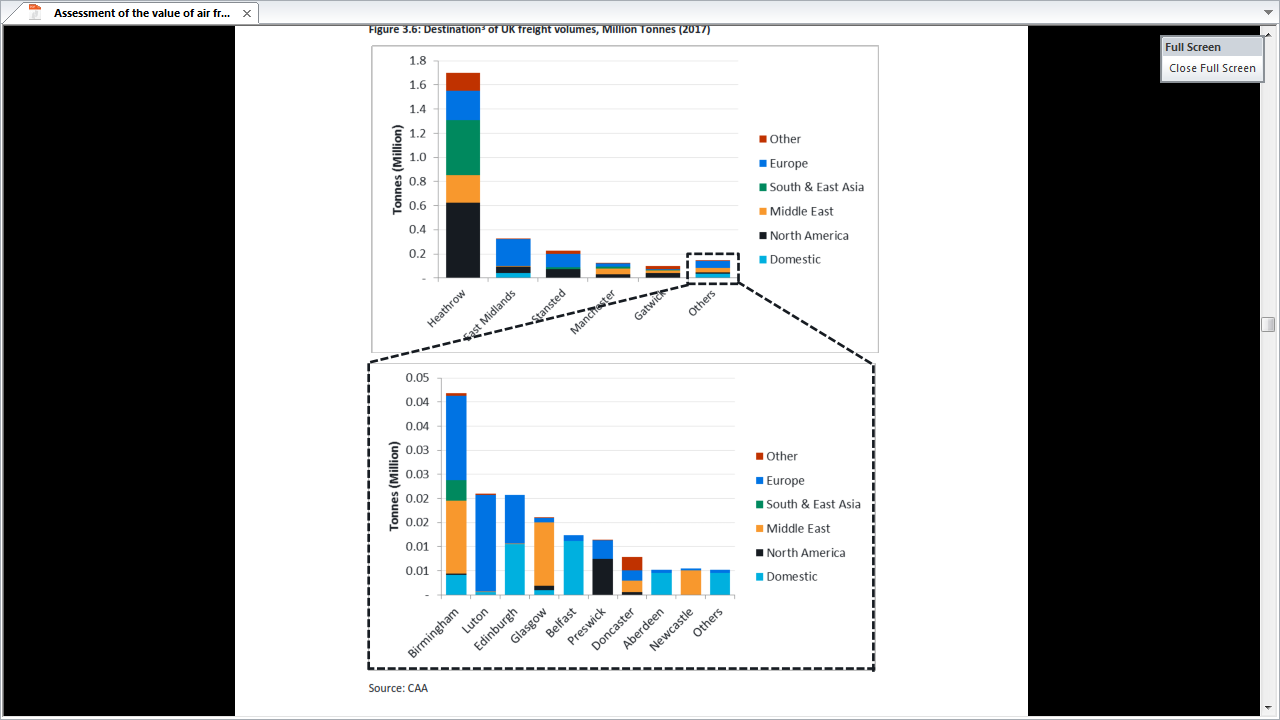 Assessment of the value of air fr...
Full Screen
Close Full Screen
Figure 3.6: Destination³ of UK freight volumes, Million Tonnes (2017)
1.8
1.6
1.4
1.2
1.0
0.8
0.6
0.4
0.2
-
Tonnes (Million)
Heathrow
East Midlands
Stansted
Manchester
Gatwick
Others
Other
Europe
South & East Asia
Middle East
North America
Domestic
0.05
0.04
0.04
0.03
0.03
0.02
0.02
0.01
0.01
-
Tonnes (Million)
Birmingham
Luton
Edinburgh
Glasgow
Belfast
Preswick
Doncaster
Aberdeen
Newcastle
Others
Other
Europe
South & East Asia
Middle East
North America
Domestic
Source: CAA